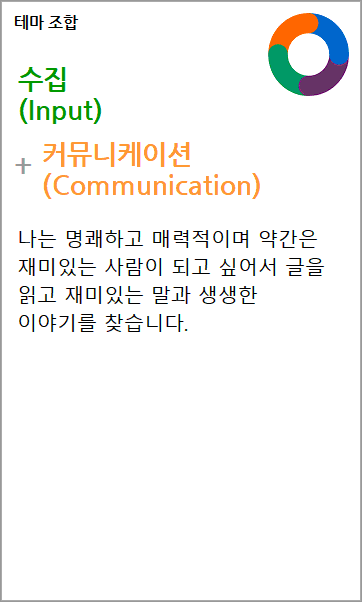 테마 조합
수집
(Input)
+ 커뮤니케이션
(Communication)
나는 명쾌하고 매력적이며 약간은
재미있는 사람이 되고 싶어서 글을
읽고 재미있는 말과 생생한
이야기를 찾습니다.